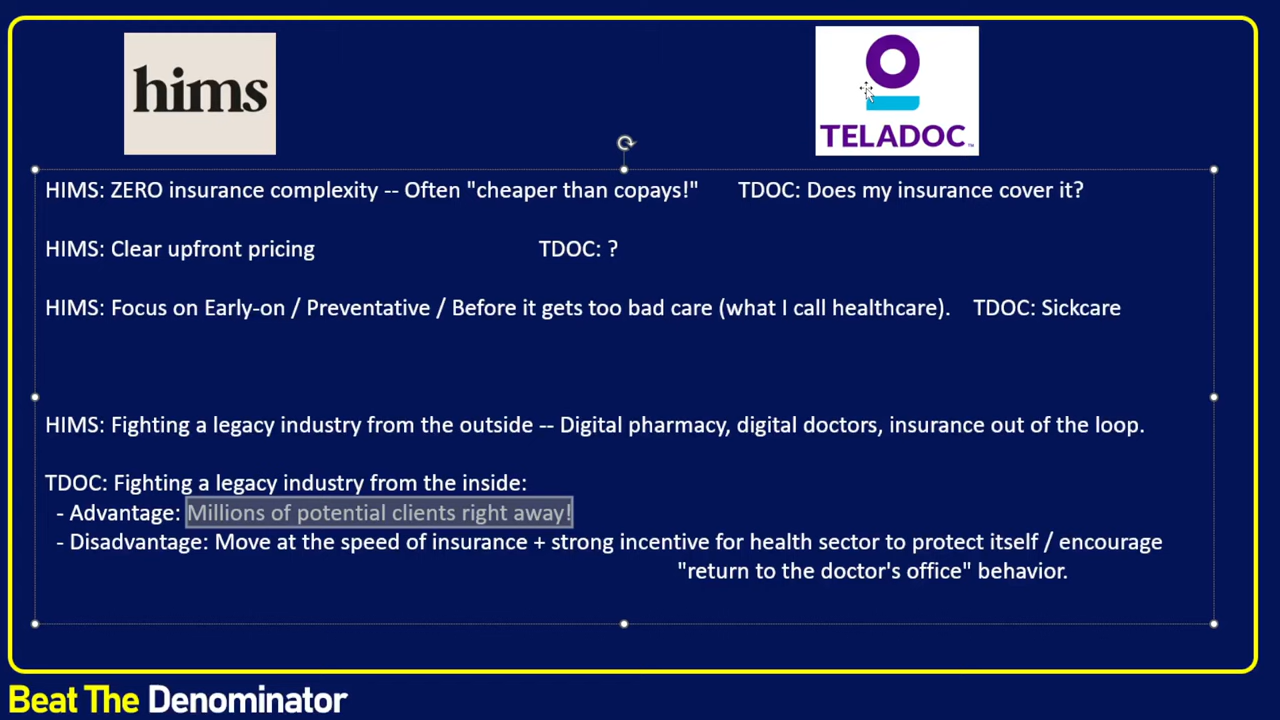 hims
TELADOC™
HIMS: ZERO insurance complexity -- Often "cheaper than copays!" TDOC: Does my insurance cover it?
HIMS: Clear upfront pricing TDOC: ?
HIMS: Focus on Early-on / Preventative / Before it gets too bad care (what I call healthcare). TDOC: Sickcare
HIMS: Fighting a legacy industry from the outside -- Digital pharmacy, digital doctors, insurance out of the loop.
TDOC: Fighting a legacy industry from the inside:
- Advantage: Millions of potential clients right away!
- Disadvantage: Move at the speed of insurance + strong incentive for health sector to protect itself / encourage
"return to the doctor's office" behavior.
Beat The Denominator